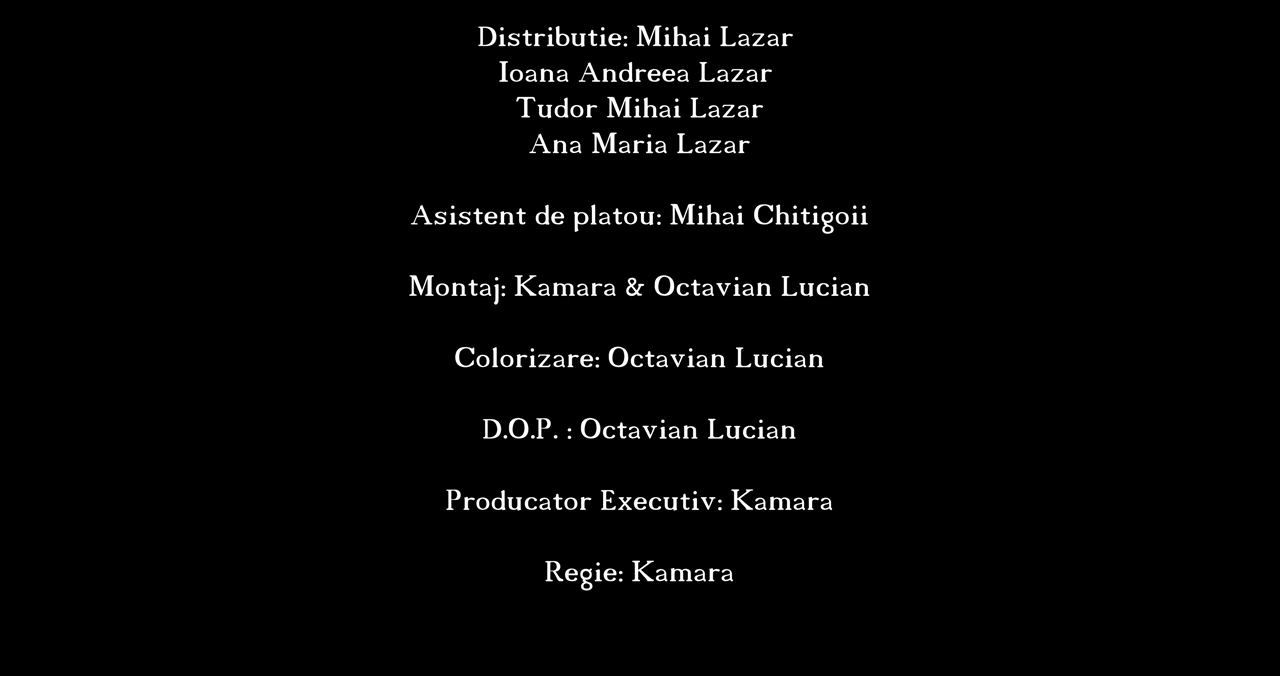 Distributie: Mihai Lazar
Ioana Andreea Lazar
Tudor Mihai Lazar
Ana Maria Lazar
Asistent de platou: Mihai Chitigoii
Montaj: Kamara & Octavian Lucian
Colorizare: Octavian Lucian
D.O.P. : Octavian Lucian
Producator Executiv: Kamara
Regie: Kamara